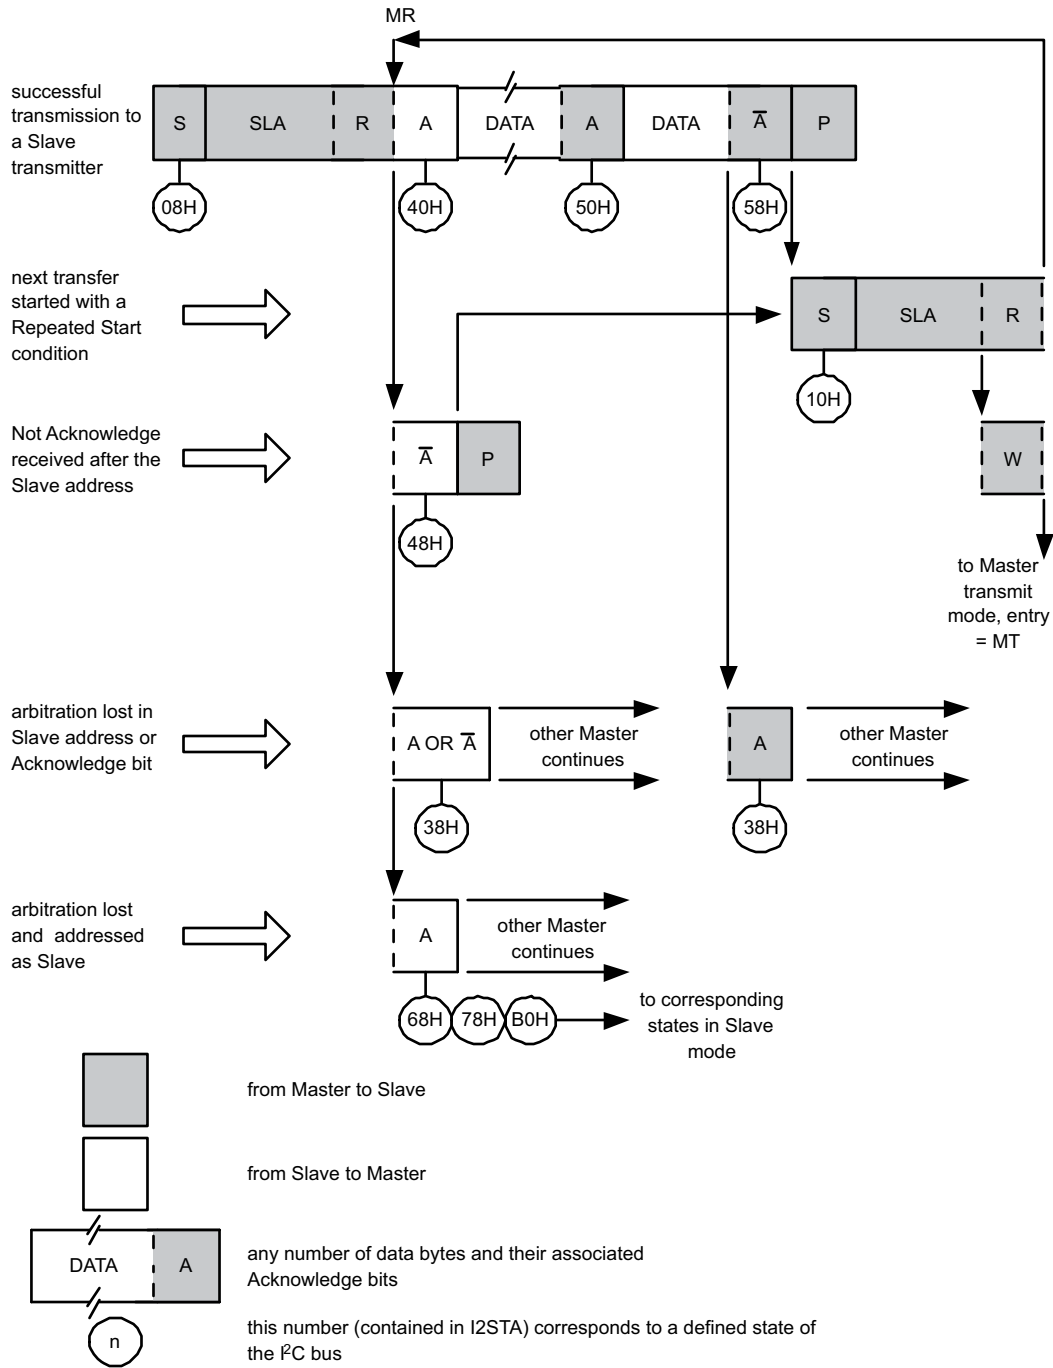 MR
successful
transmission to
a Slave
transmitter
S SLA R A DATA A DATA A̅ P
08H 40H 50H 58H
next transfer
started with a
Repeated Start
condition
S SLA R
10H
Not Acknowledge
received after the
Slave address
A̅ P W
48H
to Master
transmit
mode, entry
= MT
arbitration lost in
Slave address or
Acknowledge bit
A OR A̅
other Master
continues
A
other Master
continues
38H 38H
arbitration lost
and addressed
as Slave
A
other Master
continues
68H 78H B0H
to corresponding
states in Slave
mode
from Master to Slave
from Slave to Master
DATA A
any number of data bytes and their associated
Acknowledge bits
n
this number (contained in I2STA) corresponds to a defined state of
the I²C bus